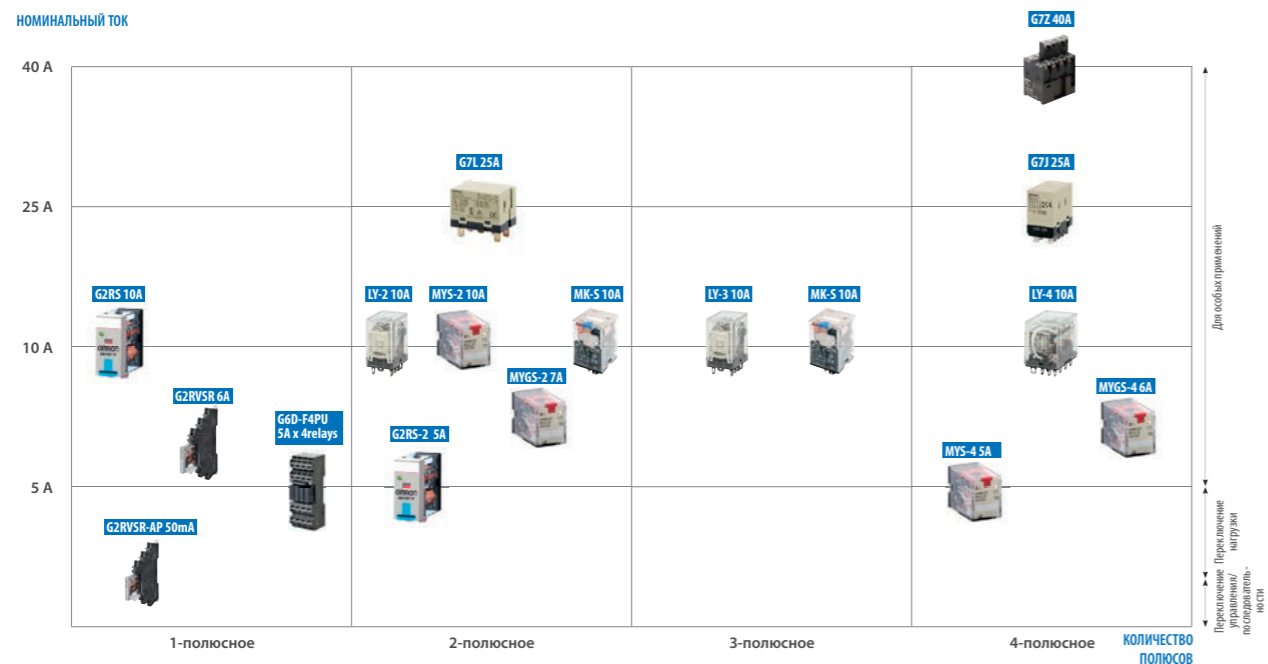 НОМИНАЛЬНЫЙ ТОК
G7Z 40A
40 A
G7L 25A
G7J 25A
25 A
G2RS 10A
LY-2 10A
MYS-2 10A
MK-S 10A
LY-3 10A
MK-S 10A
LY-4 10A
OMRON
10 A
MYGS-2 7A
MYGS-4 6A
G2RVSR 6A
G6D-F4PU
5A x 4relays
G2RS-2 5A
MYS-4 5A
OMRON
5 A
G2RVSR-AP 50mA
Для особых применений
Переключение
нагрузки
Переключение
управления/
последователь-
ности
1-полюсное
2-полюсное
3-полюсное
4-полюсное
КОЛИЧЕСТВО
ПОЛЮСОВ